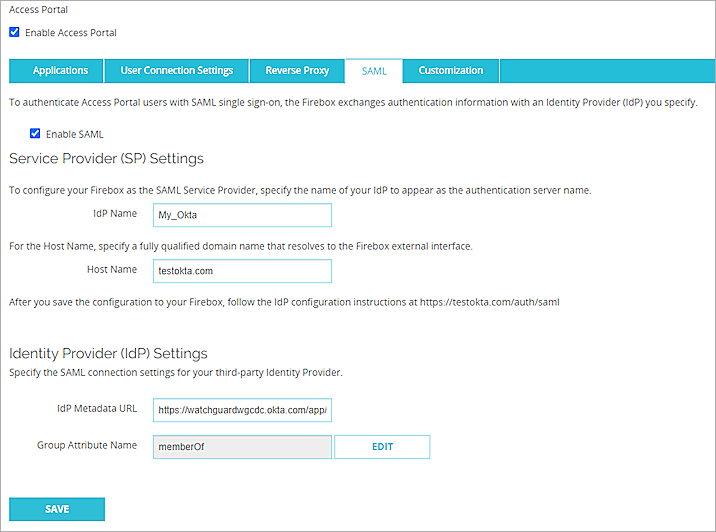 Access Portal
Enable Access Portal
Applications User Connection Settings Reverse Proxy SAML Customization
To authenticate Access Portal users with SAML single sign-on, the Firebox exchanges authentication information with an Identity Provider (IdP) you specify.
Enable SAML
Service Provider (SP) Settings
To configure your Firebox as the SAML Service Provider, specify the name of your IdP to appear as the authentication server name.
IdP Name My_Okta
For the Host Name, specify a fully qualified domain name that resolves to the Firebox external interface.
Host Name testokta.com
After you save the configuration to your Firebox, follow the IdP configuration instructions at https://testokta.com/auth/saml
Identity Provider (IdP) Settings
Specify the SAML connection settings for your third-party Identity Provider.
IdP Metadata URL https://watchguardwgcdc.okta.com/app/
Group Attribute Name memberOf EDIT
SAVE